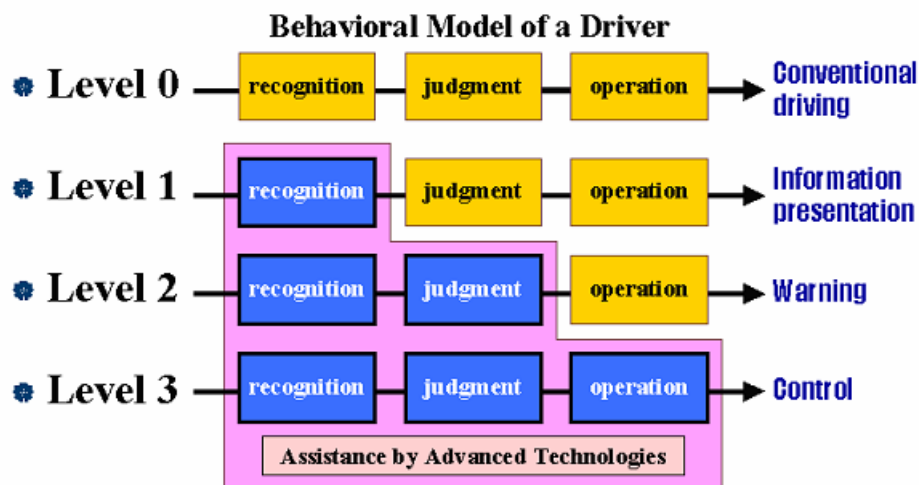 Behavioral Model of a Driver
Level 0 recognition judgment operation Conventional driving
Level 1 recognition judgment operation Information presentation
Level 2 recognition judgment operation Warning
Level 3 recognition judgment operation Control
Assistance by Advanced Technologies